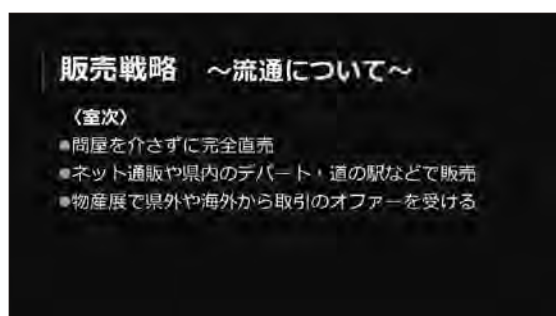 販売戦略　～流通について～
〈室次〉
●問屋を介さずに完全直売
●ネット通販や県内のデパート・道の駅などで販売
●物産展で県外や海外から取引のオファーを受ける